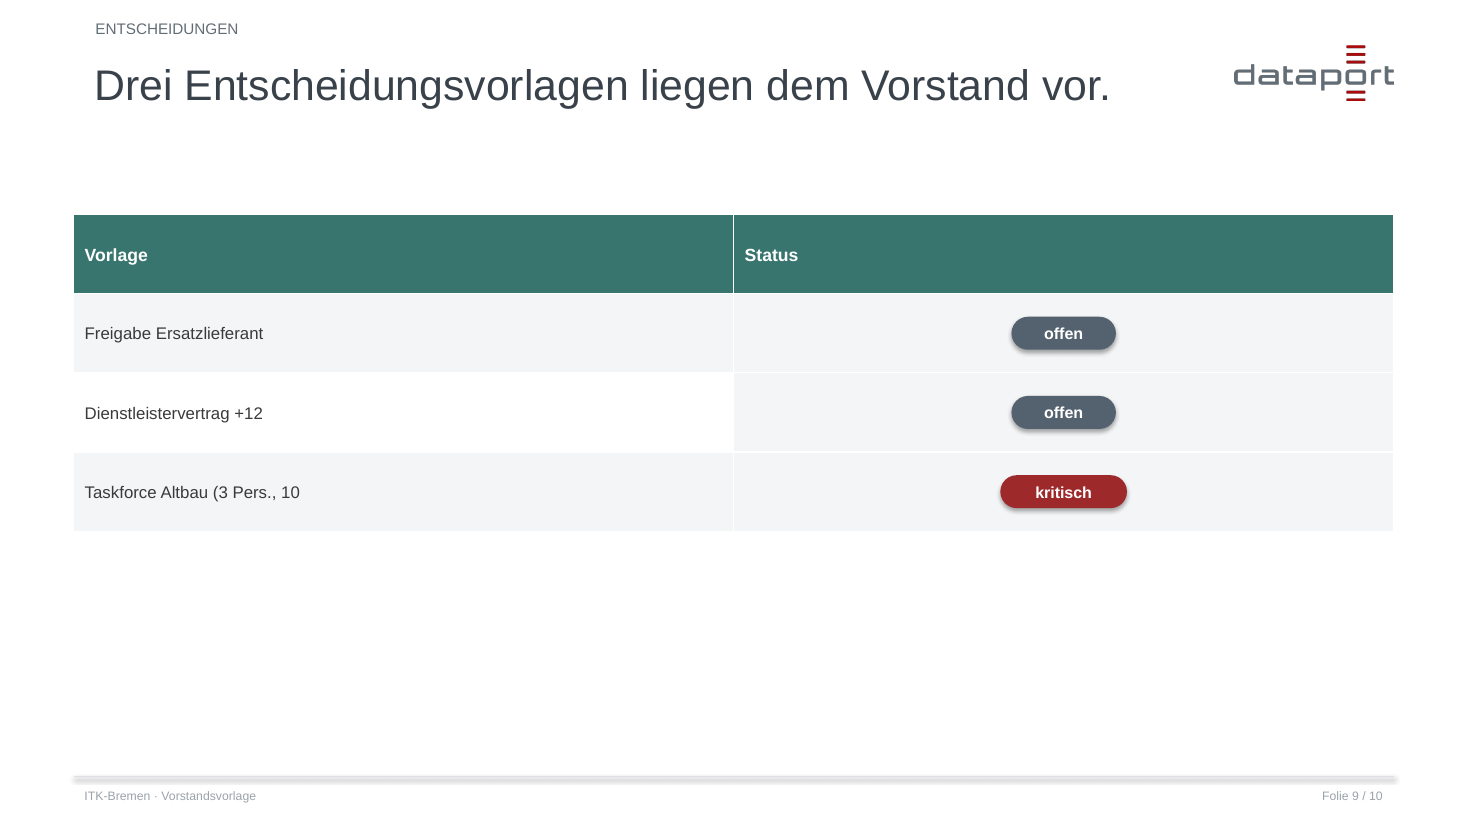 ENTSCHEIDUNGEN
Drei Entscheidungsvorlagen liegen dem Vorstand vor.
dataport
Vorlage Status
Freigabe Ersatzlieferant offen
Dienstleistervertrag +12 offen
Taskforce Altbau (3 Pers., 10 kritisch
ITK-Bremen · Vorstandsvorlage Folie 9 / 10